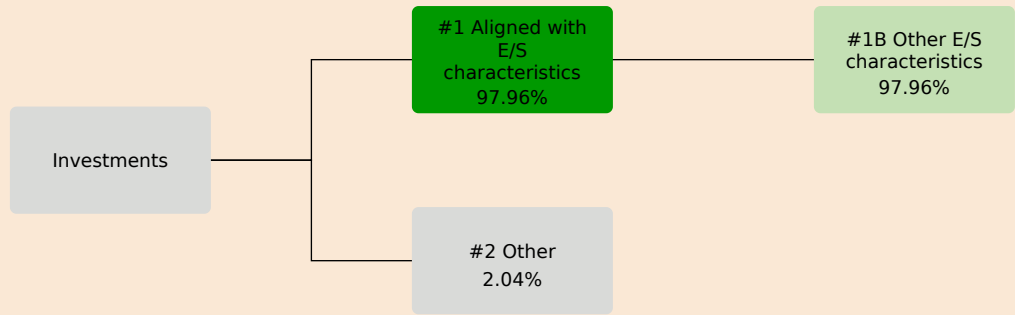 Investments
#1 Aligned with
E/S
characteristics
97.96%
#1B Other E/S
characteristics
97.96%
#2 Other
2.04%